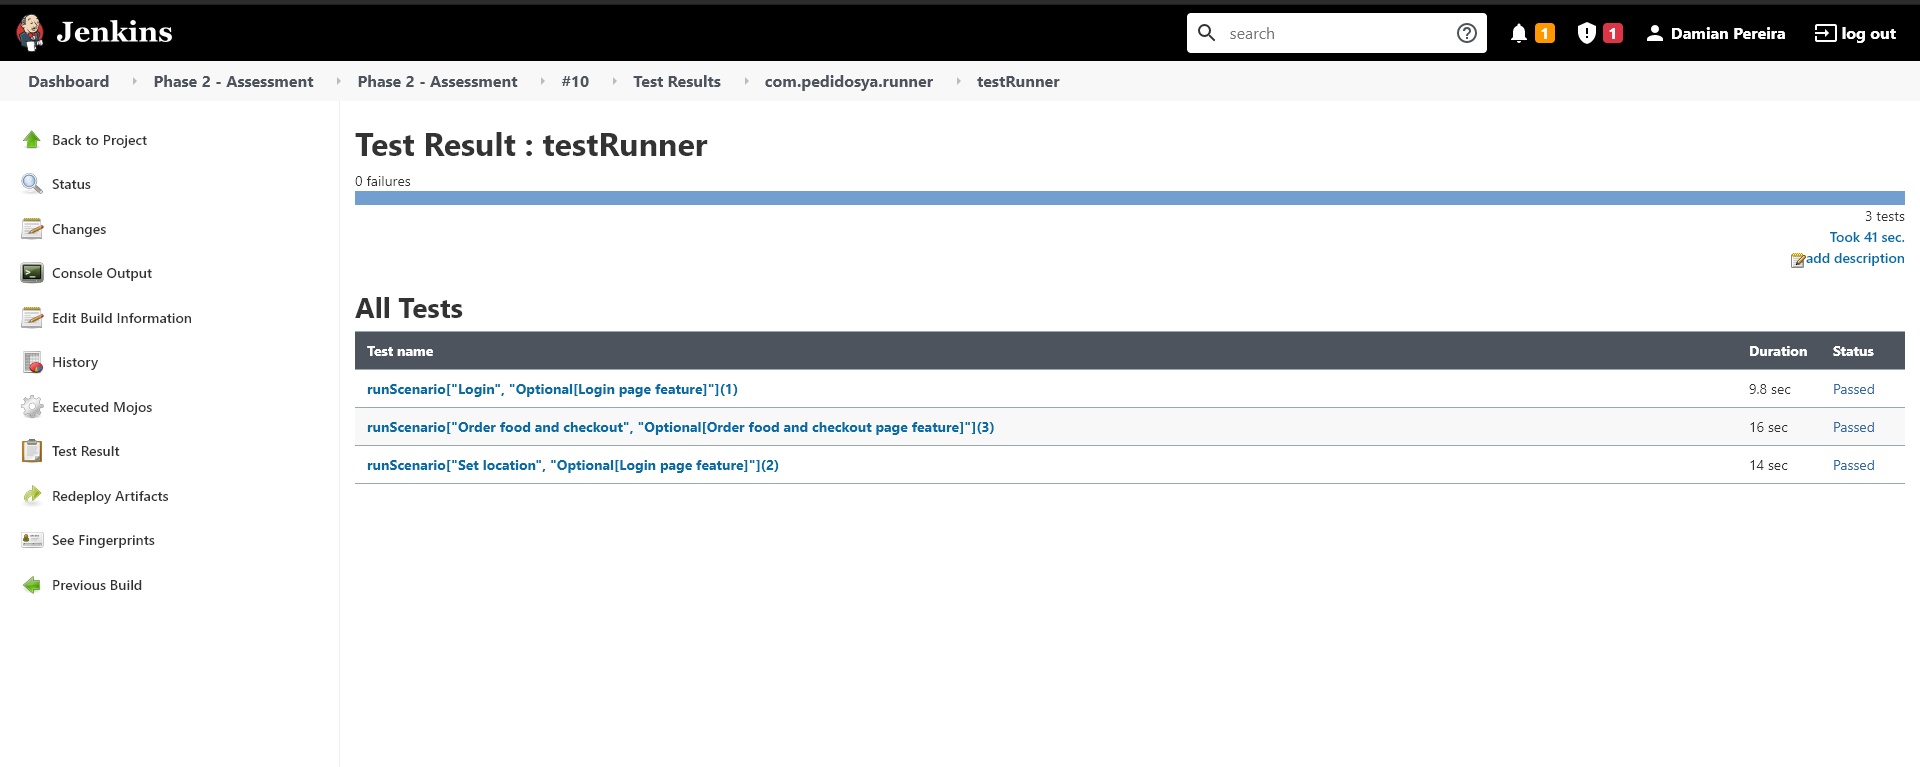 Jenkins
search
1
1
Damian Pereira
log out
Dashboard
Phase 2 - Assessment
Phase 2 - Assessment
#10
Test Results
com.pedidosya.runner
testRunner
Back to Project
Status
Changes
Console Output
Edit Build Information
History
Executed Mojos
Test Result
Redeploy Artifacts
See Fingerprints
Previous Build
Test Result : testRunner
0 failures
3 tests
Took 41 sec.
add description
All Tests
Test name Duration Status
runScenario["Login", "Optional[Login page feature]"](1) 9.8 sec Passed
runScenario["Order food and checkout", "Optional[Order food and checkout page feature]"](3) 16 sec Passed
runScenario["Set location", "Optional[Login page feature]"](2) 14 sec Passed